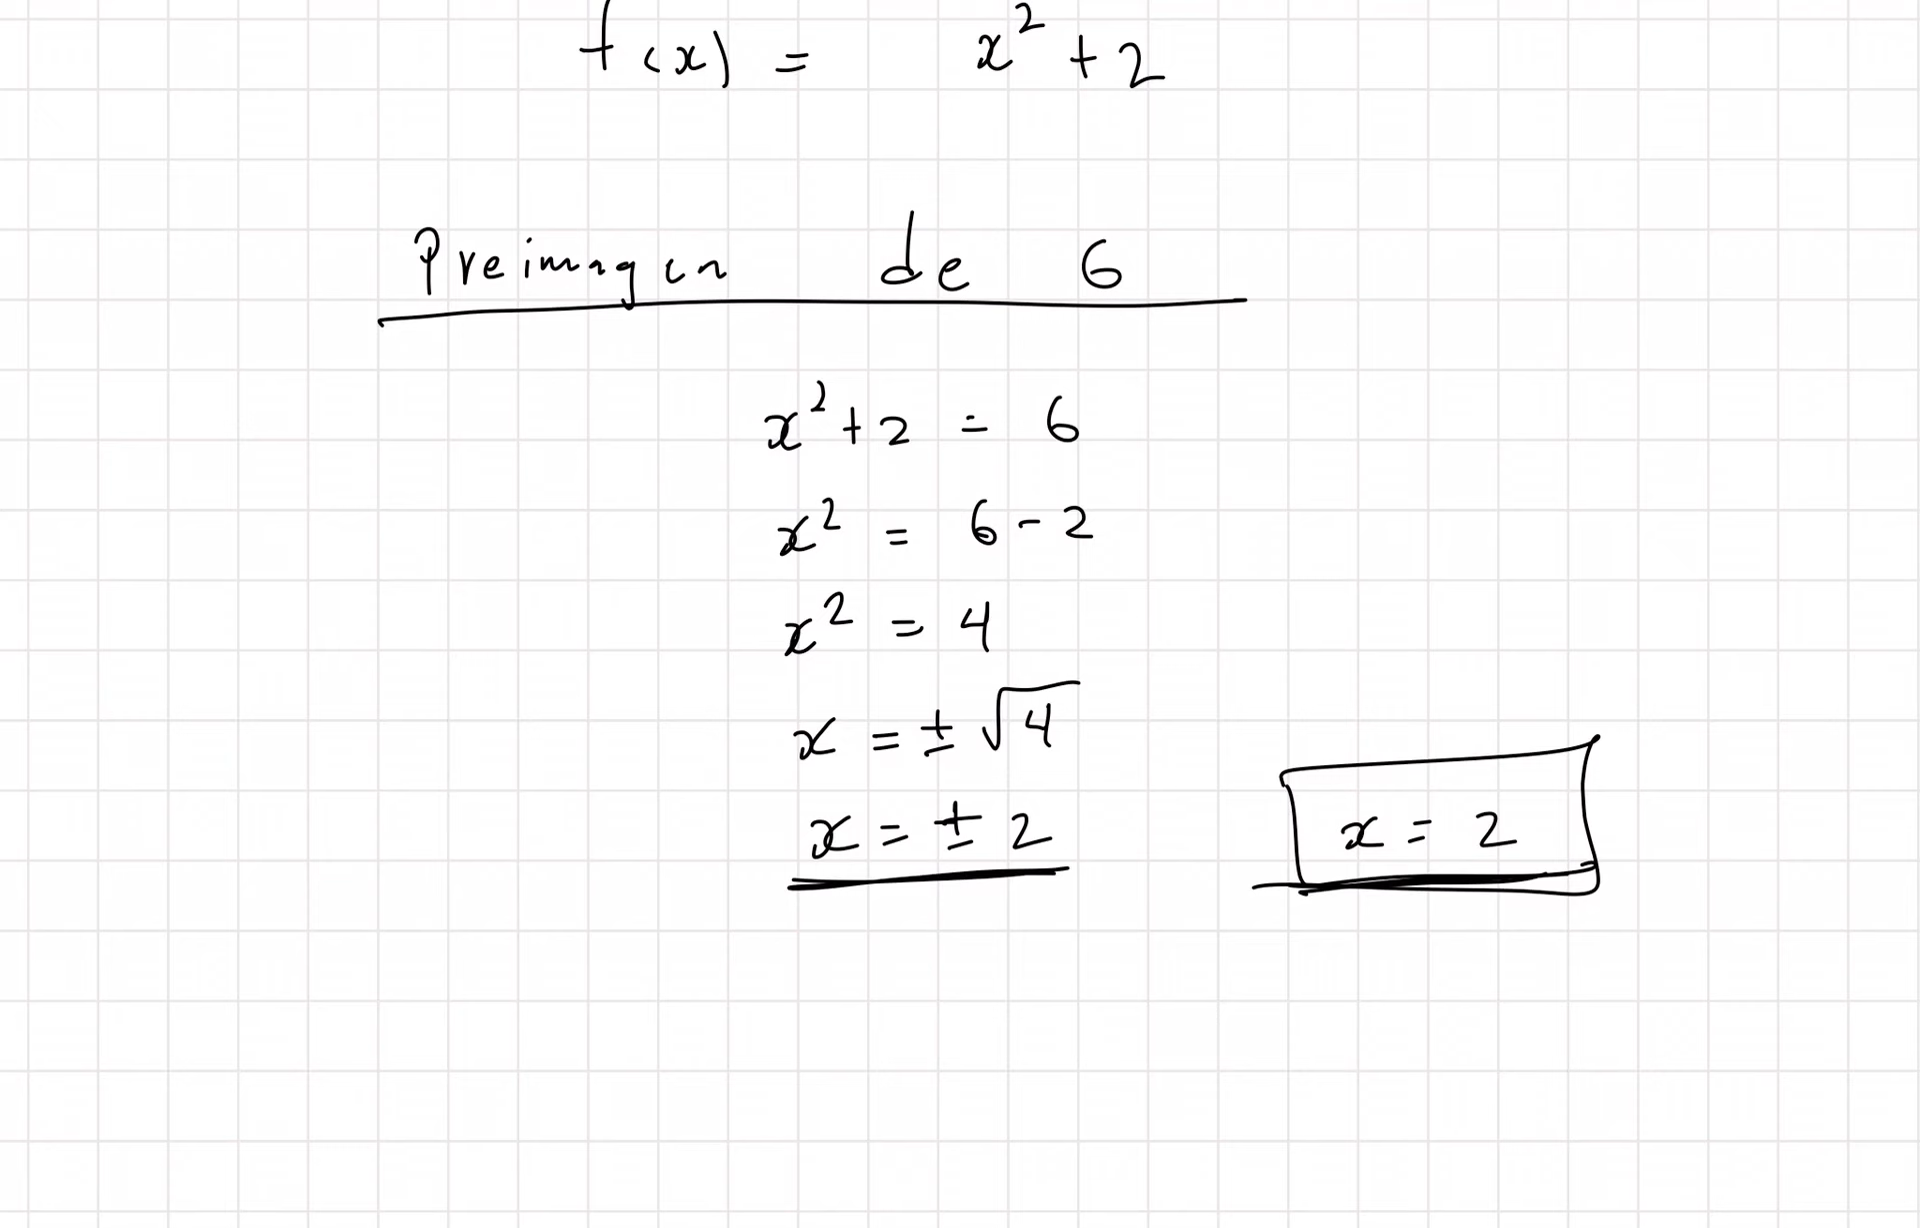 f(x) = x² + 2
Preimagen de 6
x² + 2 = 6
x² = 6 - 2
x² = 4
x = ± √4
x = ± 2
x = 2